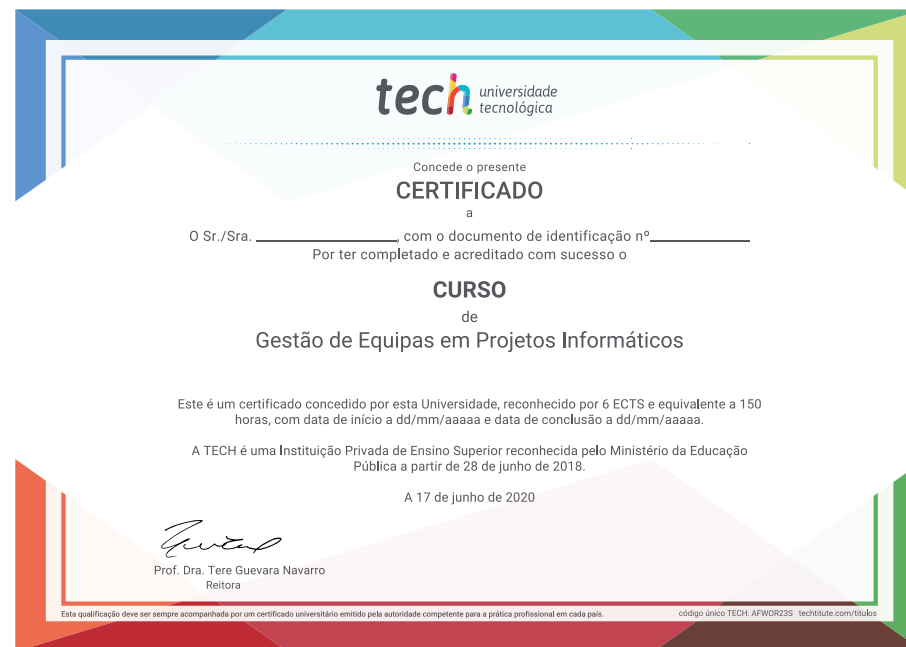 tech universidade
tecnológica
Concede o presente
CERTIFICADO
a
O Sr./Sra. ____________________, com o documento de identificação nº______________
Por ter completado e acreditado com sucesso o
CURSO
de
Gestão de Equipas em Projetos Informáticos
Este é um certificado concedido por esta Universidade, reconhecido por 6 ECTS e equivalente a 150
horas, com data de início a dd/mm/aaaaa e data de conclusão a dd/mm/aaaaa.
A TECH é uma Instituição Privada de Ensino Superior reconhecida pelo Ministério da Educação
Pública a partir de 28 de junho de 2018.
A 17 de junho de 2020
Prof. Dra. Tere Guevara Navarro
Reitora
Esta qualificação deve ser sempre acompanhada por um certificado universitário emitido pela autoridade competente para a prática profissional em cada país. código único TECH: AFWOR23S techtitute.com/titulos